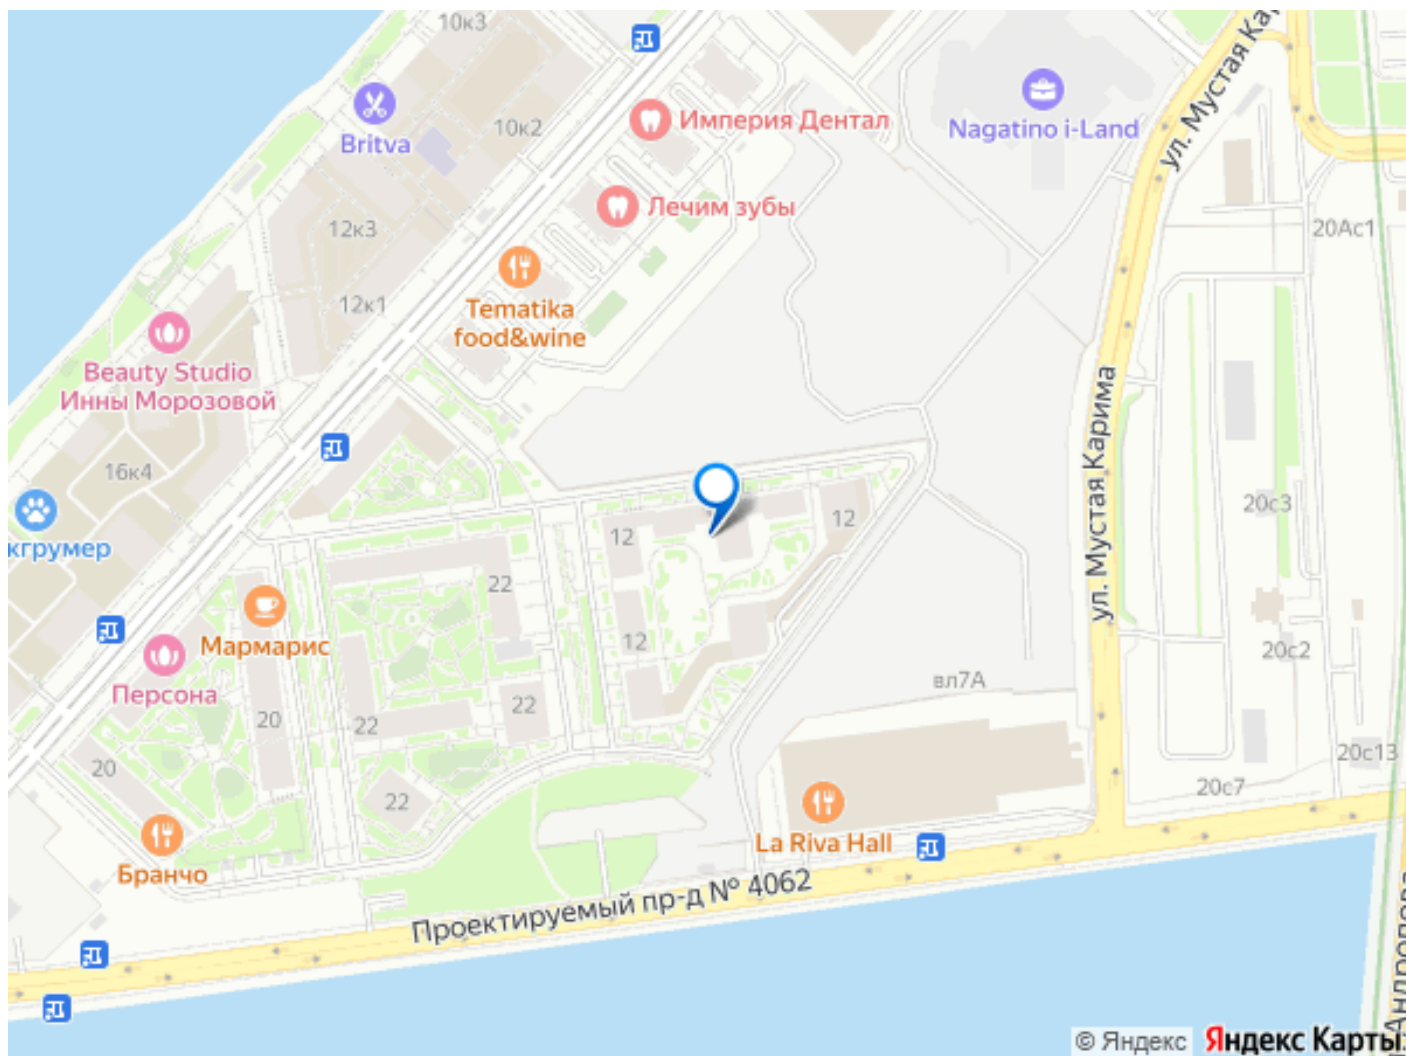 10к3
Britva
10к2
Империя Дентал
Nagatino i-Land
ул. Мустая Ка
Лечим зубы
12к3
20Ас1
12к1
Tematika
food&wine
Beauty Studio
Инны Морозовой
16к4
ул. Мустая Карима
20с3
кгрумер
12
12
22
Мармарис
12
20с2
Персона
вл7А
22
20
22
20
20с13
22
20с7
La Riva Hall
Бранчо
Проектируемый пр-д № 4062
Андропова
© Яндекс Яндекс Карты